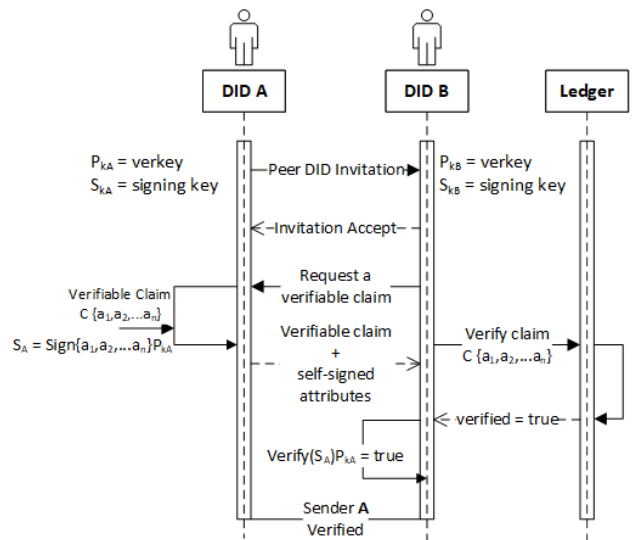 DID A
DID B
Ledger
PkA = verkey
SkA = signing key
Peer DID Invitation
PkB = verkey
SkB = signing key
Invitation Accept
Request a
verifiable claim
Verifiable Claim
C {a1,a2,...an}
SA = Sign{a1,a2,...an}PkA
Verifiable claim
+
self-signed
attributes
Verify claim
C {a1,a2,...an}
verified = true
Verify(SA)PkA = true
Sender A
Verified